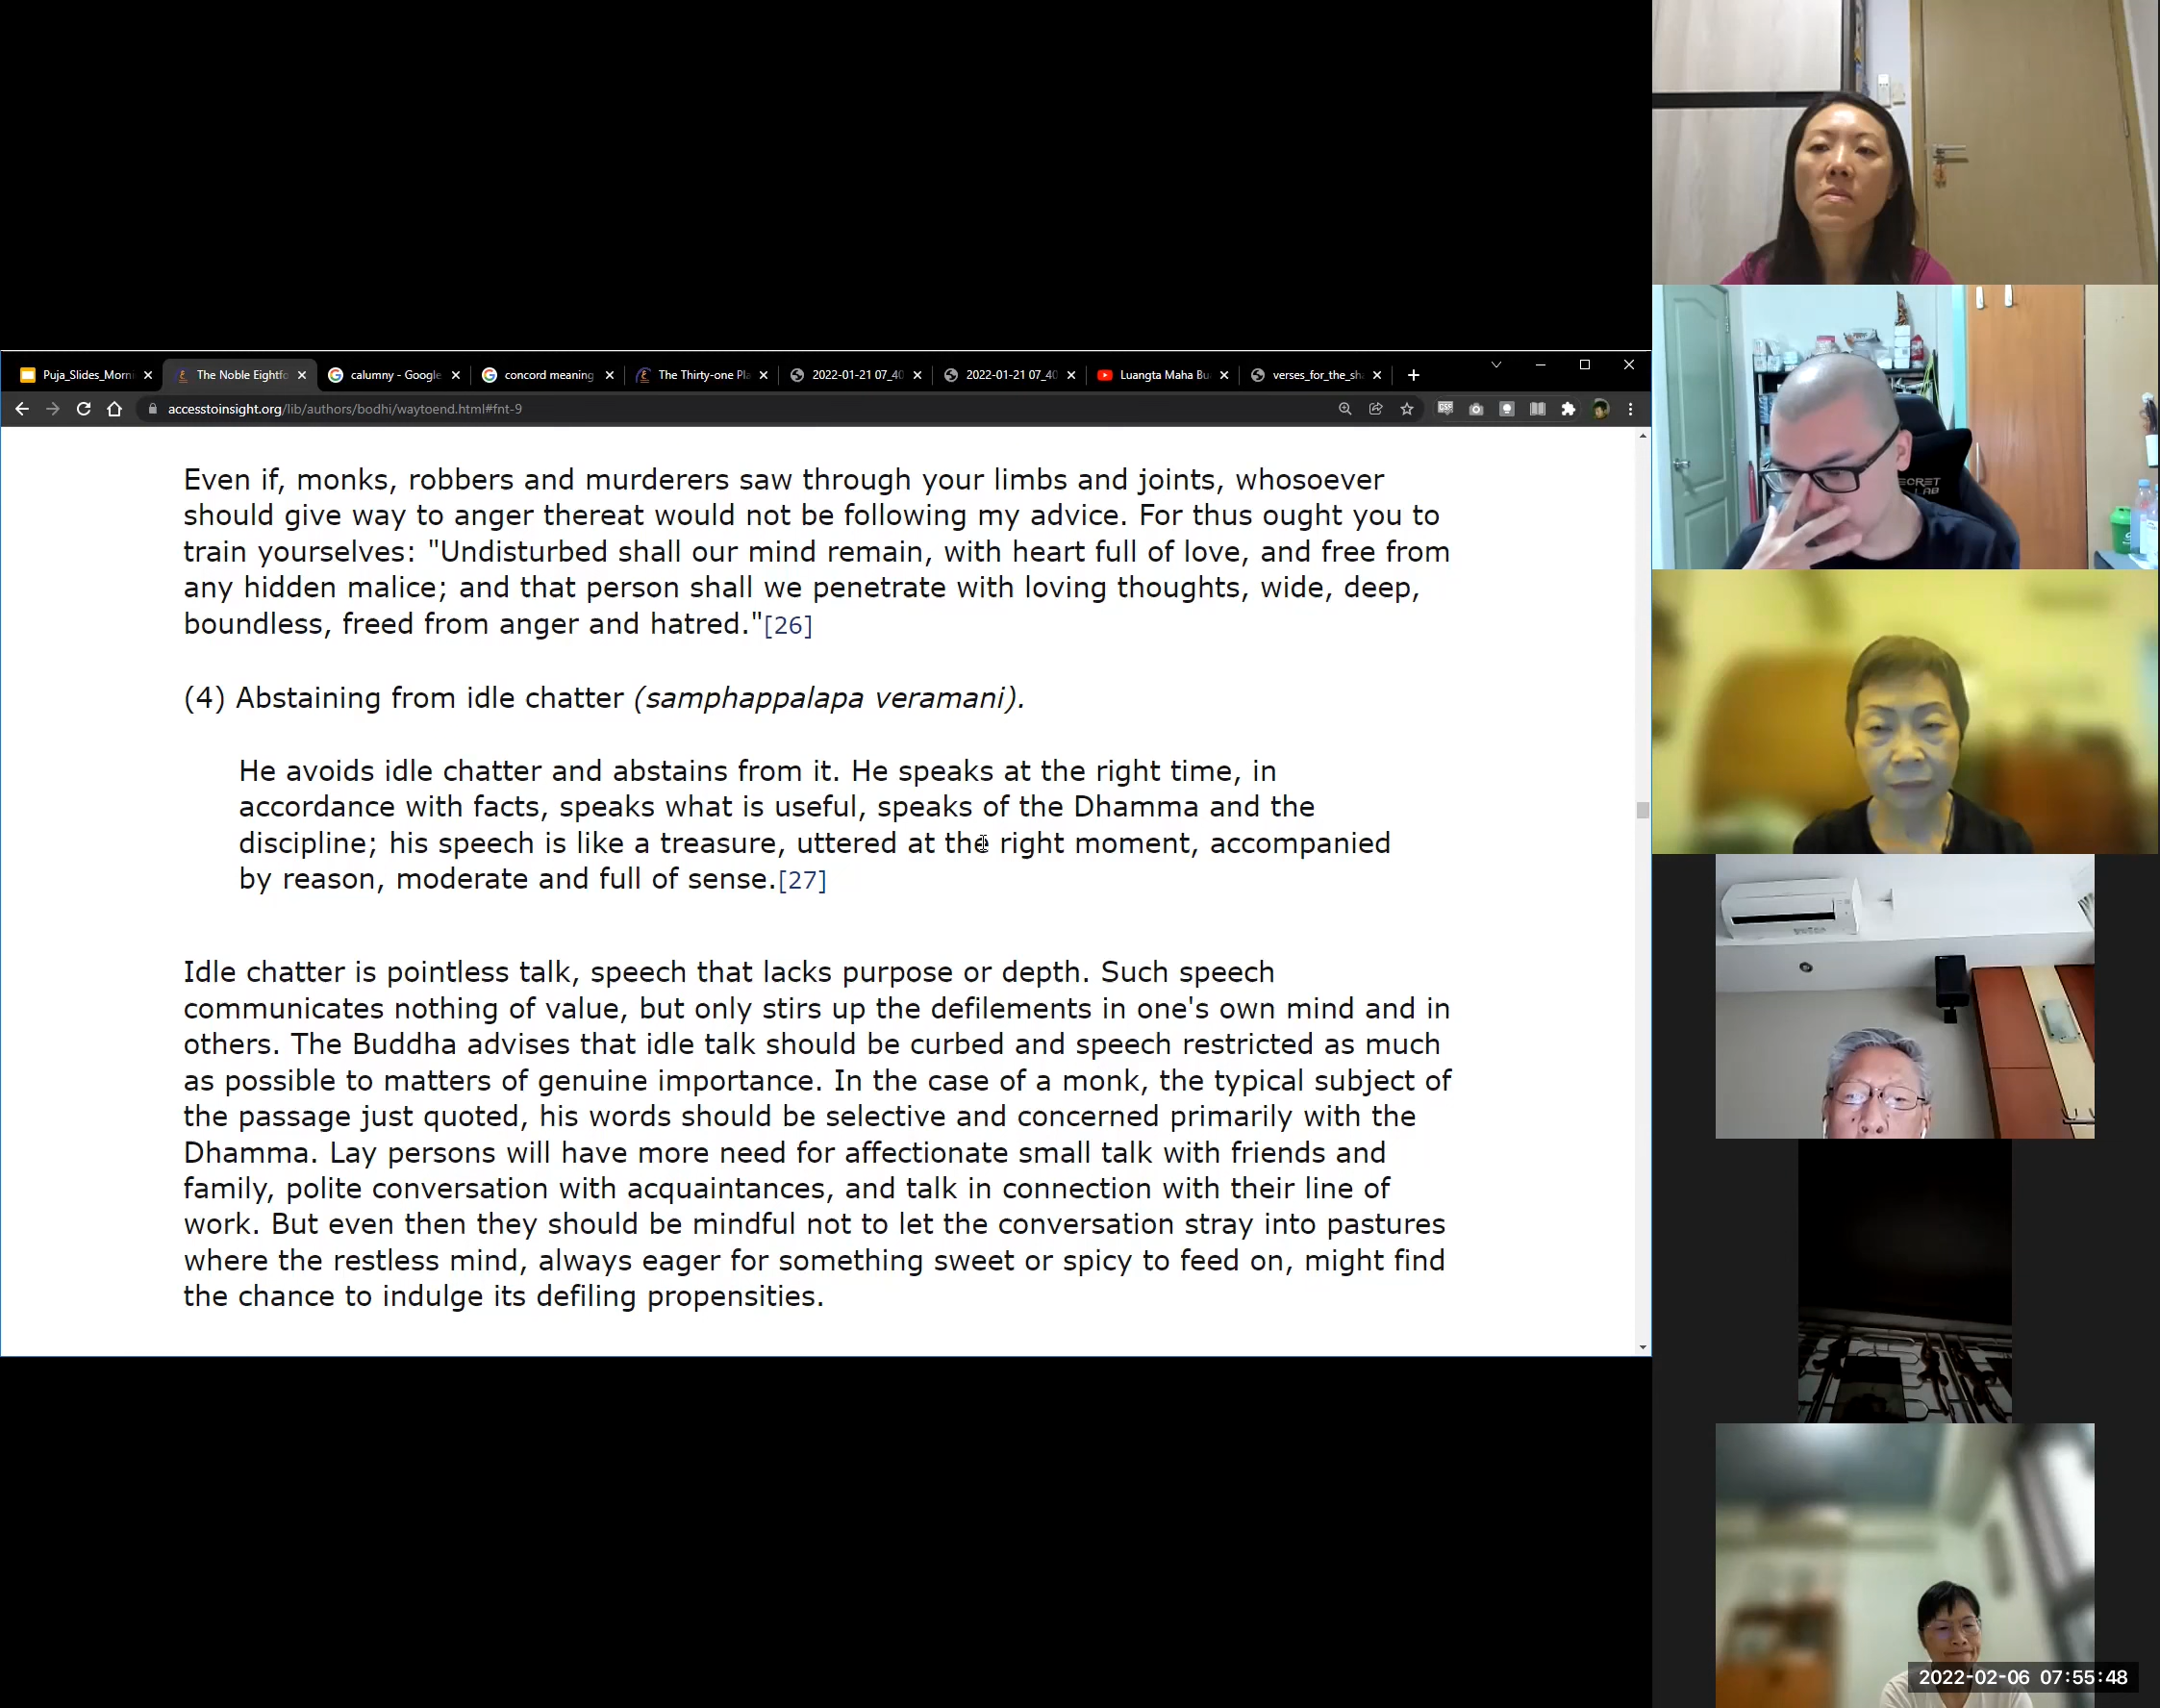 Puja_Slides_Morni
The Noble Eightfo
calumny - Google
concord meaning
The Thirty-one Pla
2022-01-21 07_40
2022-01-21 07_40
Luangta Maha Bu
verses_for_the_sh
accesstoinsight.org/lib/authors/bodhi/waytoend.html#fnt-9
Even if, monks, robbers and murderers saw through your limbs and joints, whosoever
should give way to anger thereat would not be following my advice. For thus ought you to
train yourselves: "Undisturbed shall our mind remain, with heart full of love, and free from
any hidden malice; and that person shall we penetrate with loving thoughts, wide, deep,
boundless, freed from anger and hatred."[26]
(4) Abstaining from idle chatter (samphappalapa veramani).
He avoids idle chatter and abstains from it. He speaks at the right time, in
accordance with facts, speaks what is useful, speaks of the Dhamma and the
discipline; his speech is like a treasure, uttered at the right moment, accompanied
by reason, moderate and full of sense.[27]
Idle chatter is pointless talk, speech that lacks purpose or depth. Such speech
communicates nothing of value, but only stirs up the defilements in one's own mind and in
others. The Buddha advises that idle talk should be curbed and speech restricted as much
as possible to matters of genuine importance. In the case of a monk, the typical subject of
the passage just quoted, his words should be selective and concerned primarily with the
Dhamma. Lay persons will have more need for affectionate small talk with friends and
family, polite conversation with acquaintances, and talk in connection with their line of
work. But even then they should be mindful not to let the conversation stray into pastures
where the restless mind, always eager for something sweet or spicy to feed on, might find
the chance to indulge its defiling propensities.
ECRET
LAB
2022-02-06 07:55:48